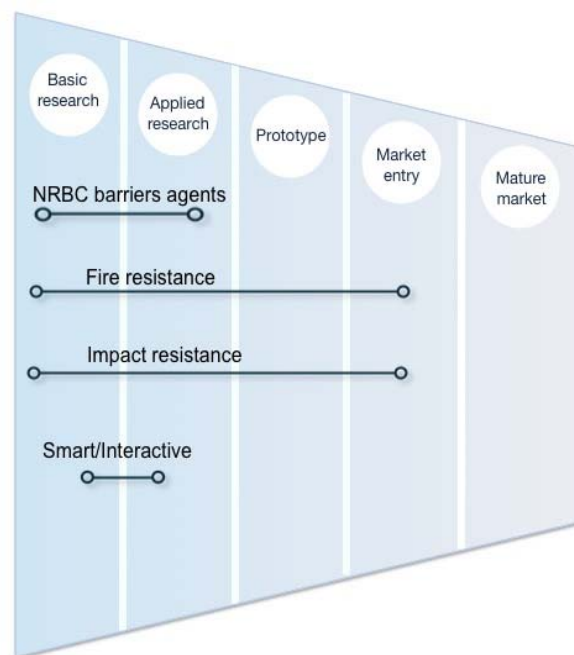 Basic
research
Applied
research
Prototype
Market
entry
Mature
market
NRBC barriers agents
Fire resistance
Impact resistance
Smart/Interactive